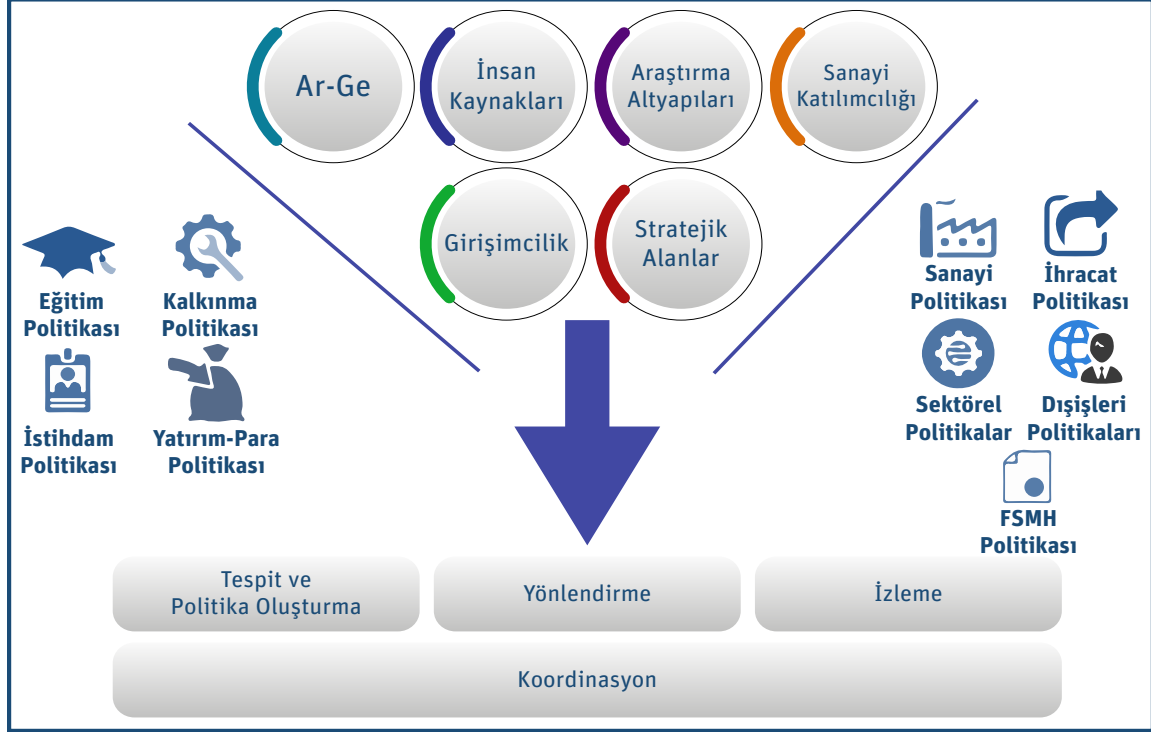 Ar-Ge
İnsan
Kaynakları
Araştırma
Altyapıları
Sanayi
Katılımcılığı
Girişimcilik
Stratejik
Alanlar
Eğitim
Politikası
Kalkınma
Politikası
İstihdam
Politikası
Yatırım-Para
Politikası
Sanayi
Politikası
İhracat
Politikası
Sektörel
Politikalar
Dışişleri
Politikaları
FSMH
Politikası
Tespit ve
Politika Oluşturma
Yönlendirme
İzleme
Koordinasyon